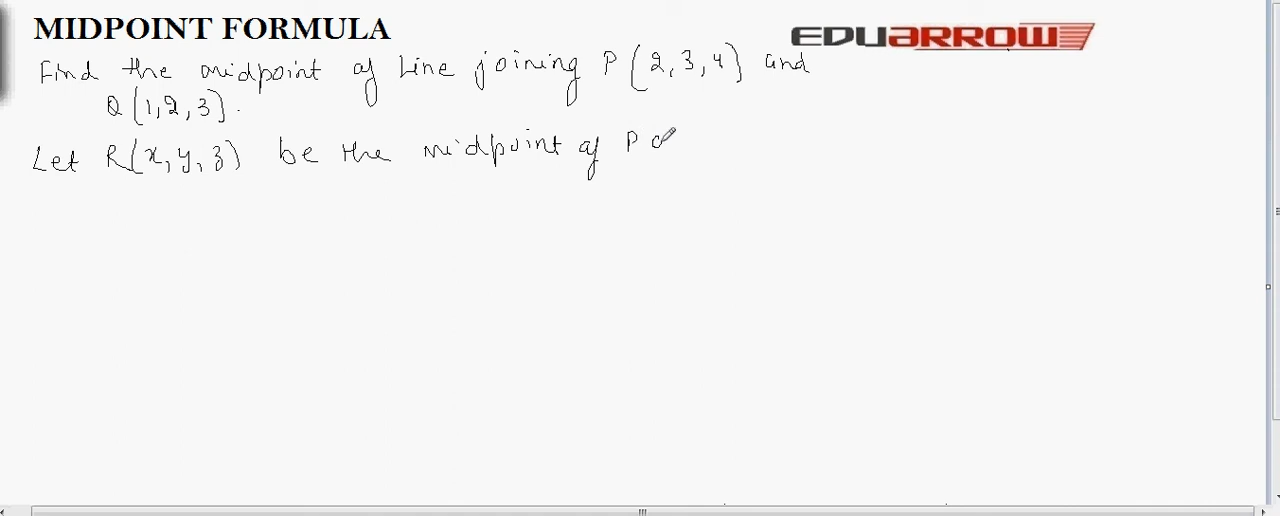 MIDPOINT FORMULA
EDUARROW
Find the midpoint of Line joining P(2,3,4) and
Q(1,2,3).
Let R(x,y,z) be the midpoint of P